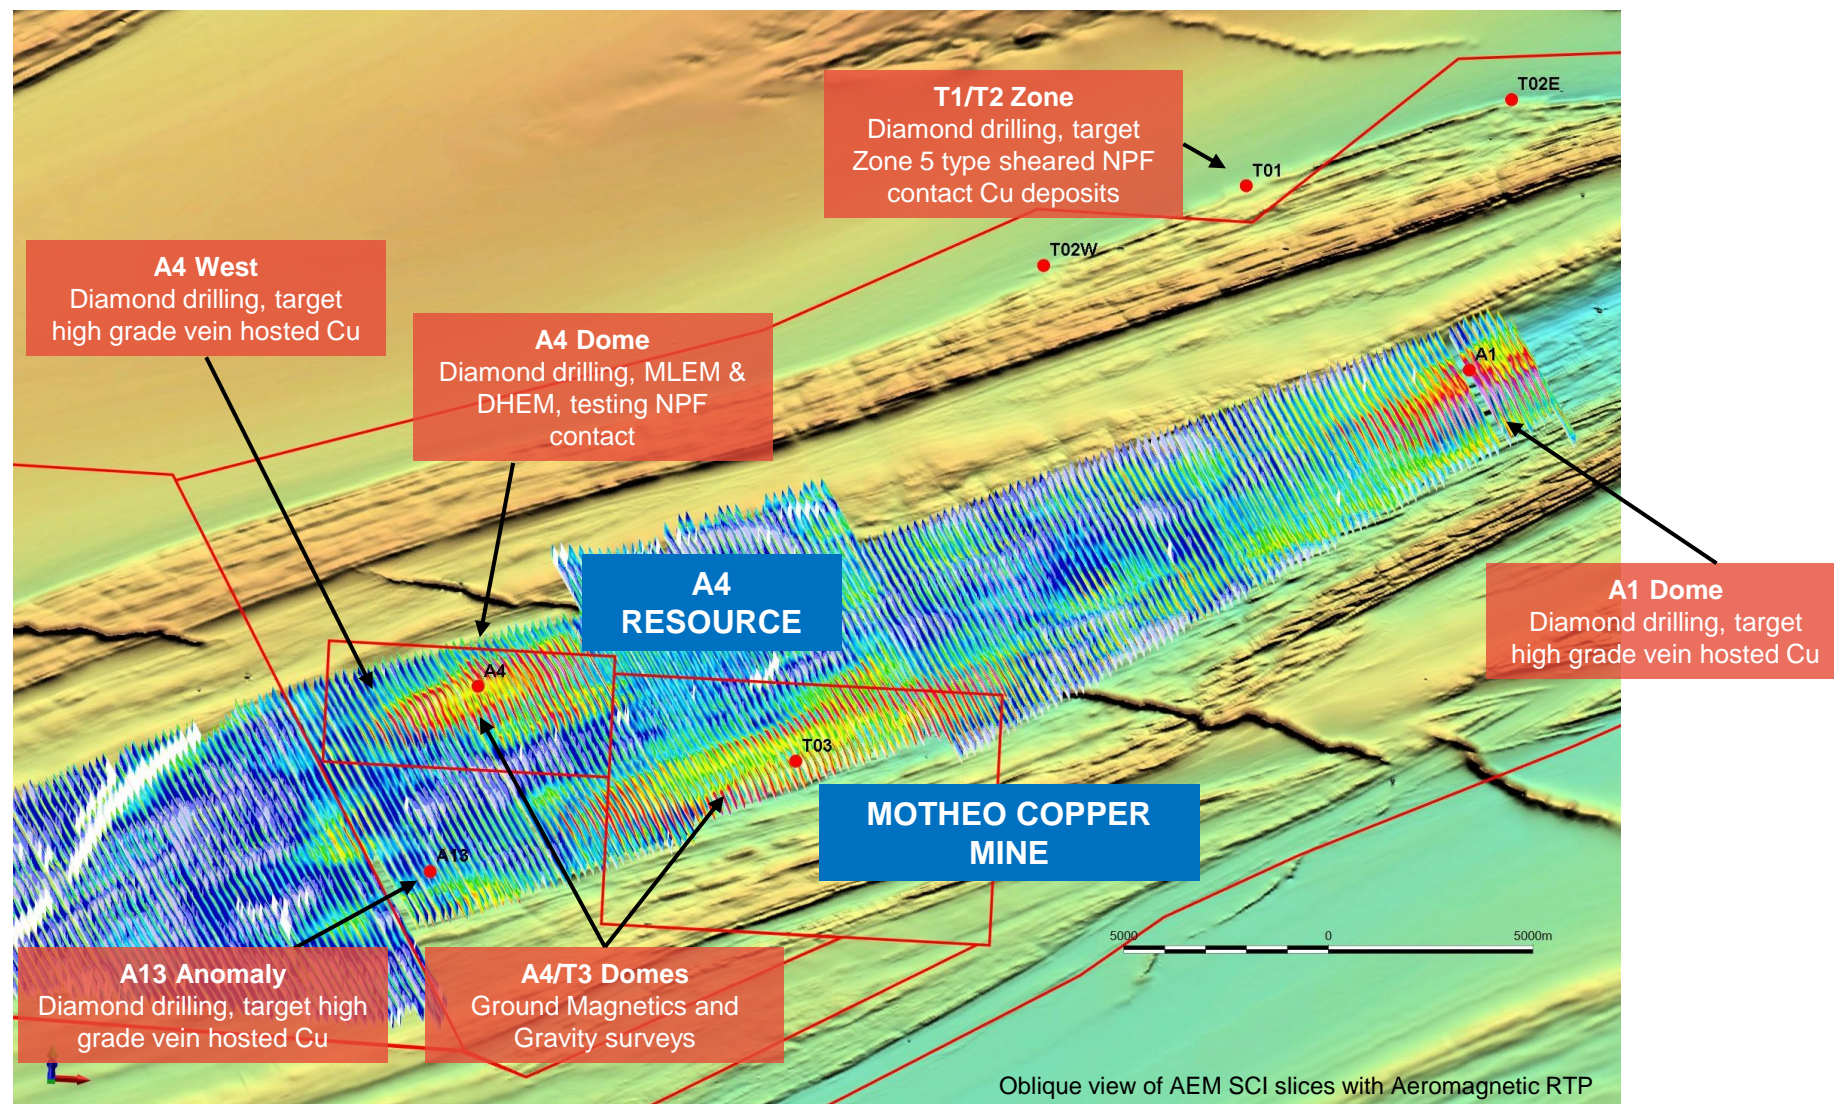 T02E
T1/T2 Zone
Diamond drilling, target
Zone 5 type sheared NPF
contact Cu deposits
T01
T02W
A4 West
Diamond drilling, target
high grade vein hosted Cu
A4 Dome
Diamond drilling, MLEM &
DHEM, testing NPF
contact
A1
A4
RESOURCE
A1 Dome
Diamond drilling, target
high grade vein hosted Cu
A4
T03
MOTHEO COPPER
MINE
A13
5000 0 5000m
A13 Anomaly
Diamond drilling, target high
grade vein hosted Cu
A4/T3 Domes
Ground Magnetics and
Gravity surveys
Oblique view of AEM SCI slices with Aeromagnetic RTP